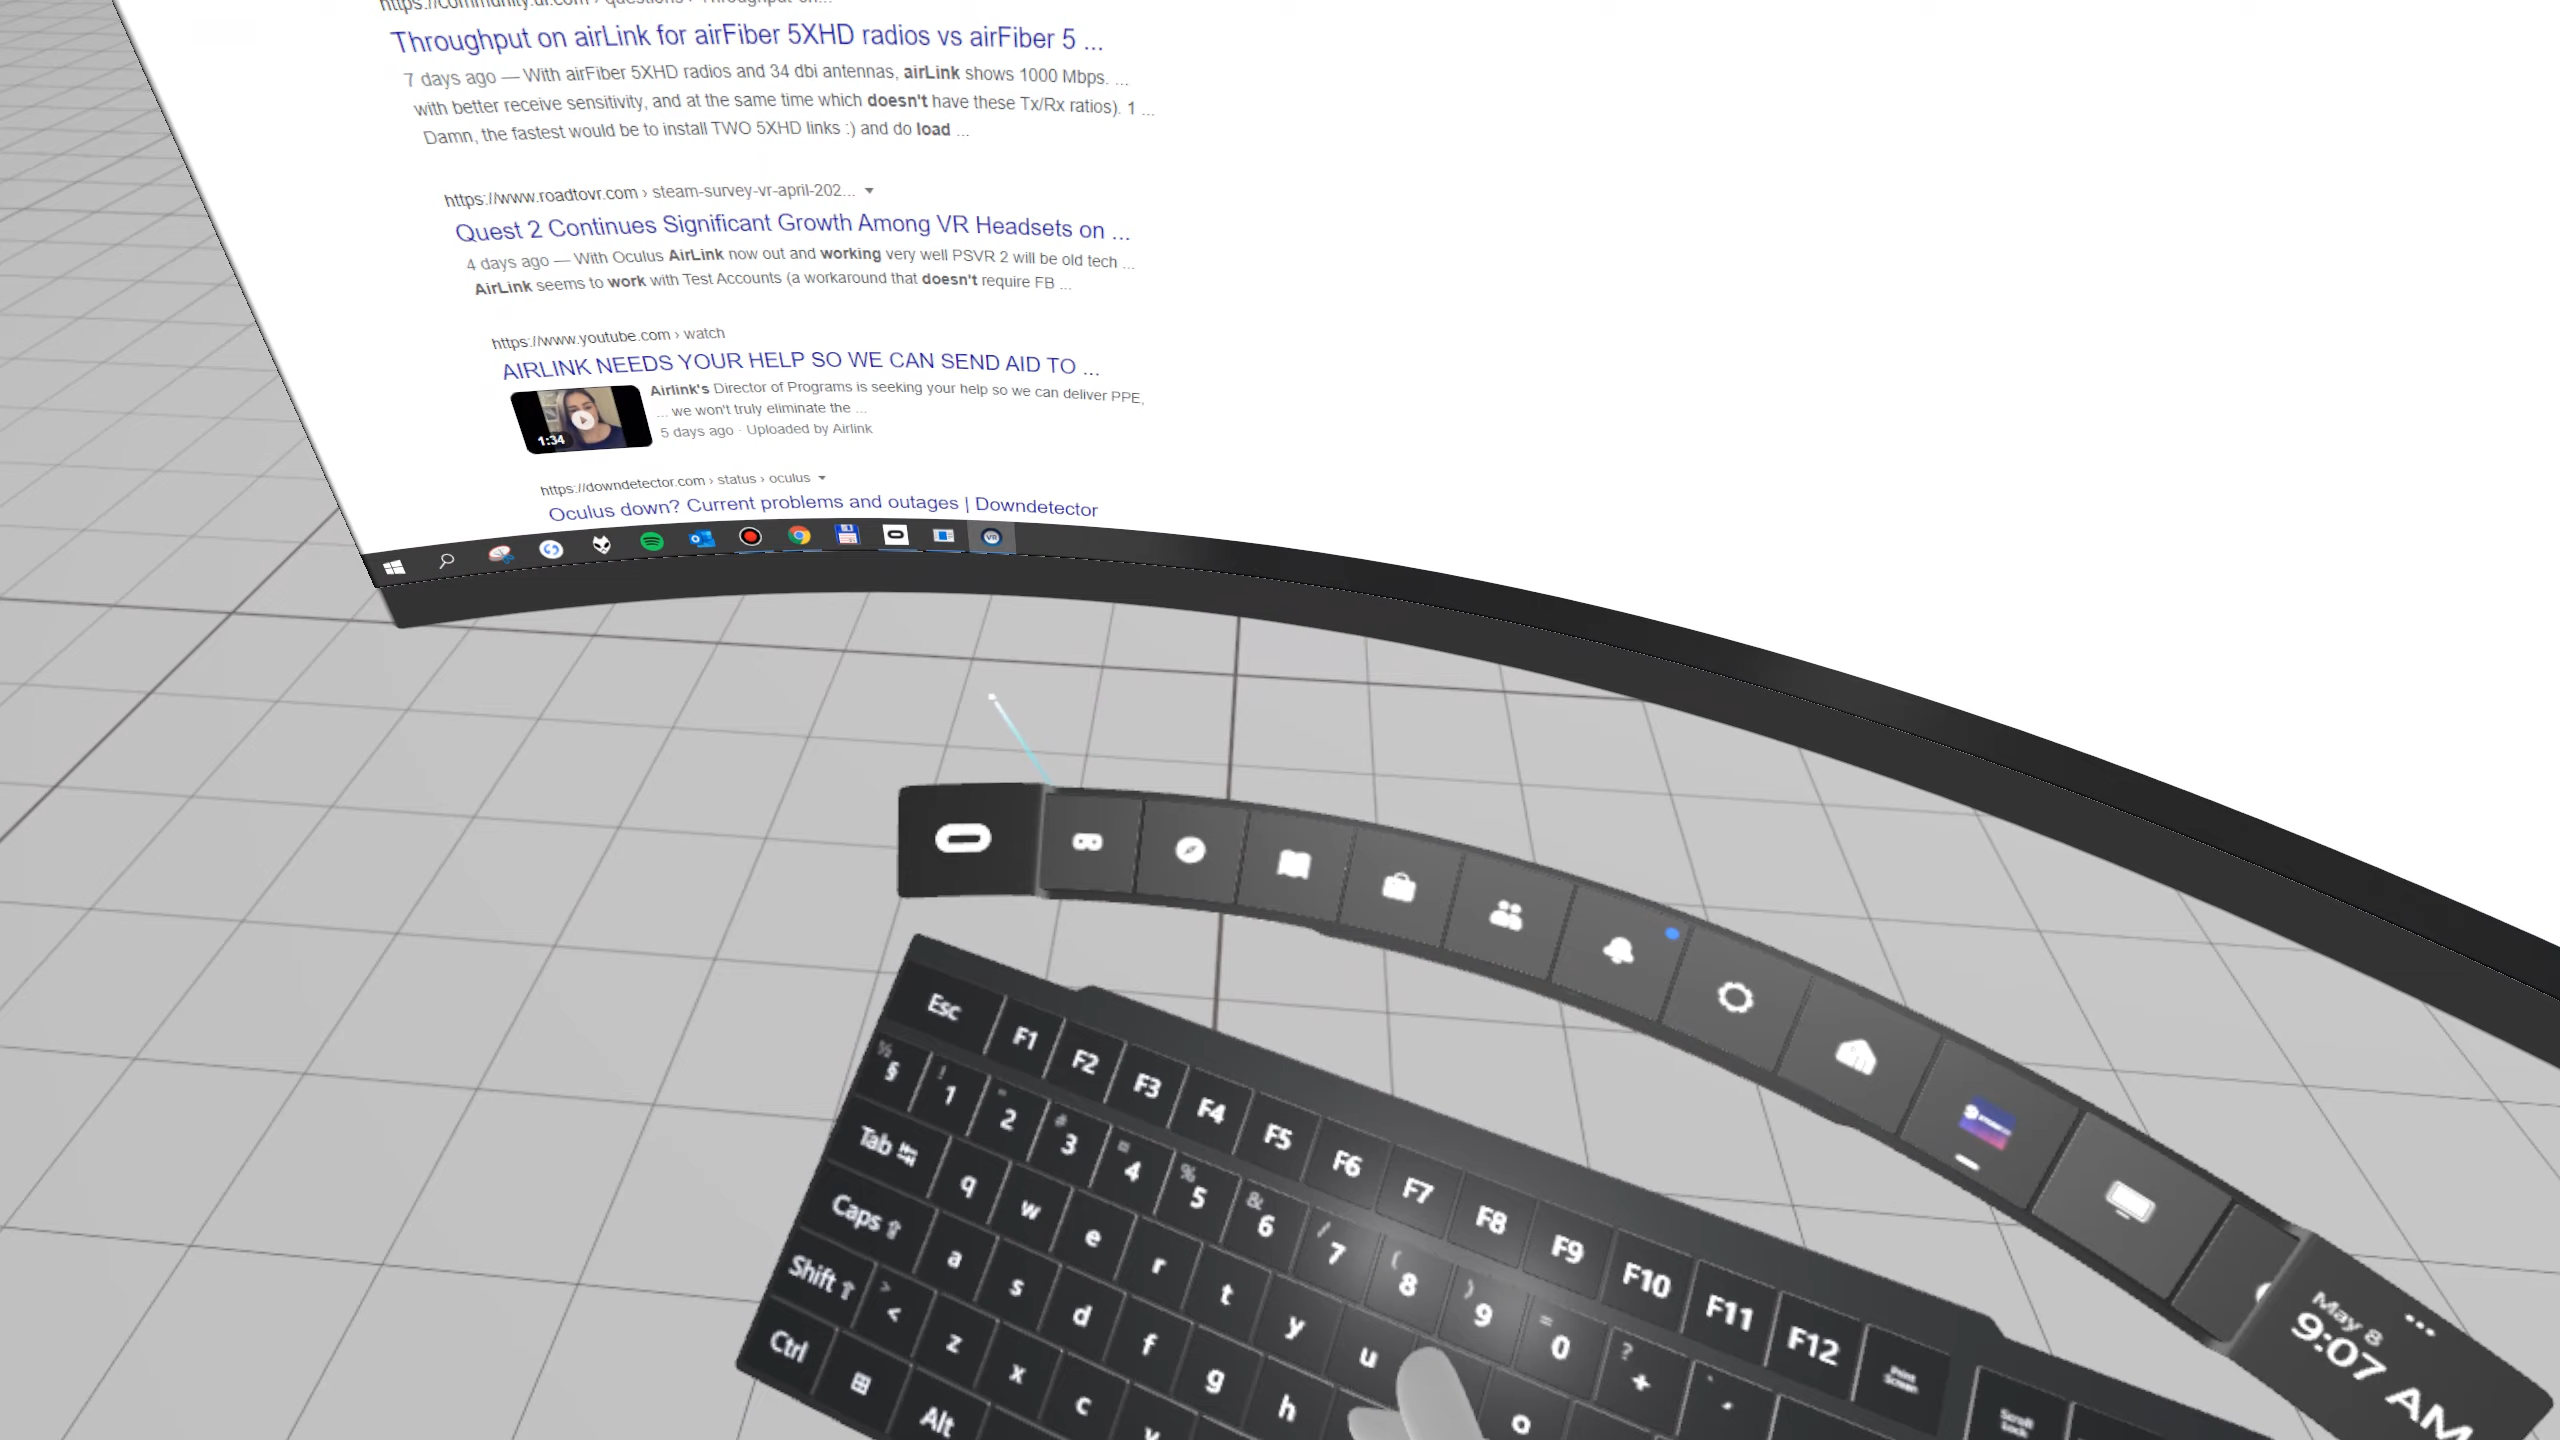 Throughput on airLink for airFiber 5XHD radios vs airFiber 5 ...
7 days ago — With airFiber 5XHD radios and 34 dbi antennas, airLink shows 1000 Mbps. ...
with better receive sensitivity, and at the same time which doesn't have these Tx/Rx ratios). 1 ...
Damn, the fastest would be to install TWO 5XHD links :) and do load ...
https://www.roadtovr.com › steam-survey-vr-april-202...
Quest 2 Continues Significant Growth Among VR Headsets on ...
4 days ago — With Oculus AirLink now out and working very well PSVR 2 will be old tech ...
AirLink seems to work with Test Accounts (a workaround that doesn't require FB ...
https://www.youtube.com › watch
AIRLINK NEEDS YOUR HELP SO WE CAN SEND AID TO ...
Airlink's Director of Programs is seeking your help so we can deliver PPE,
... we won't truly eliminate the ...
1:34
5 days ago · Uploaded by Airlink
https://downdetector.com › status › oculus
Oculus down? Current problems and outages | Downdetector
VR
May 8
9:07 AM
Esc F1 F2 F3 F4 F5 F6 F7 F8 F9 F10 F11 F12 Print Screen Scroll Lock
½ ! " # ¤ % & / ( ) = ?
§ 1 2 3 4 5 6 7 8 9 0 +
Tab q w e r t y u o
Caps a s d f g h
Shift > < z x c v
Ctrl Alt